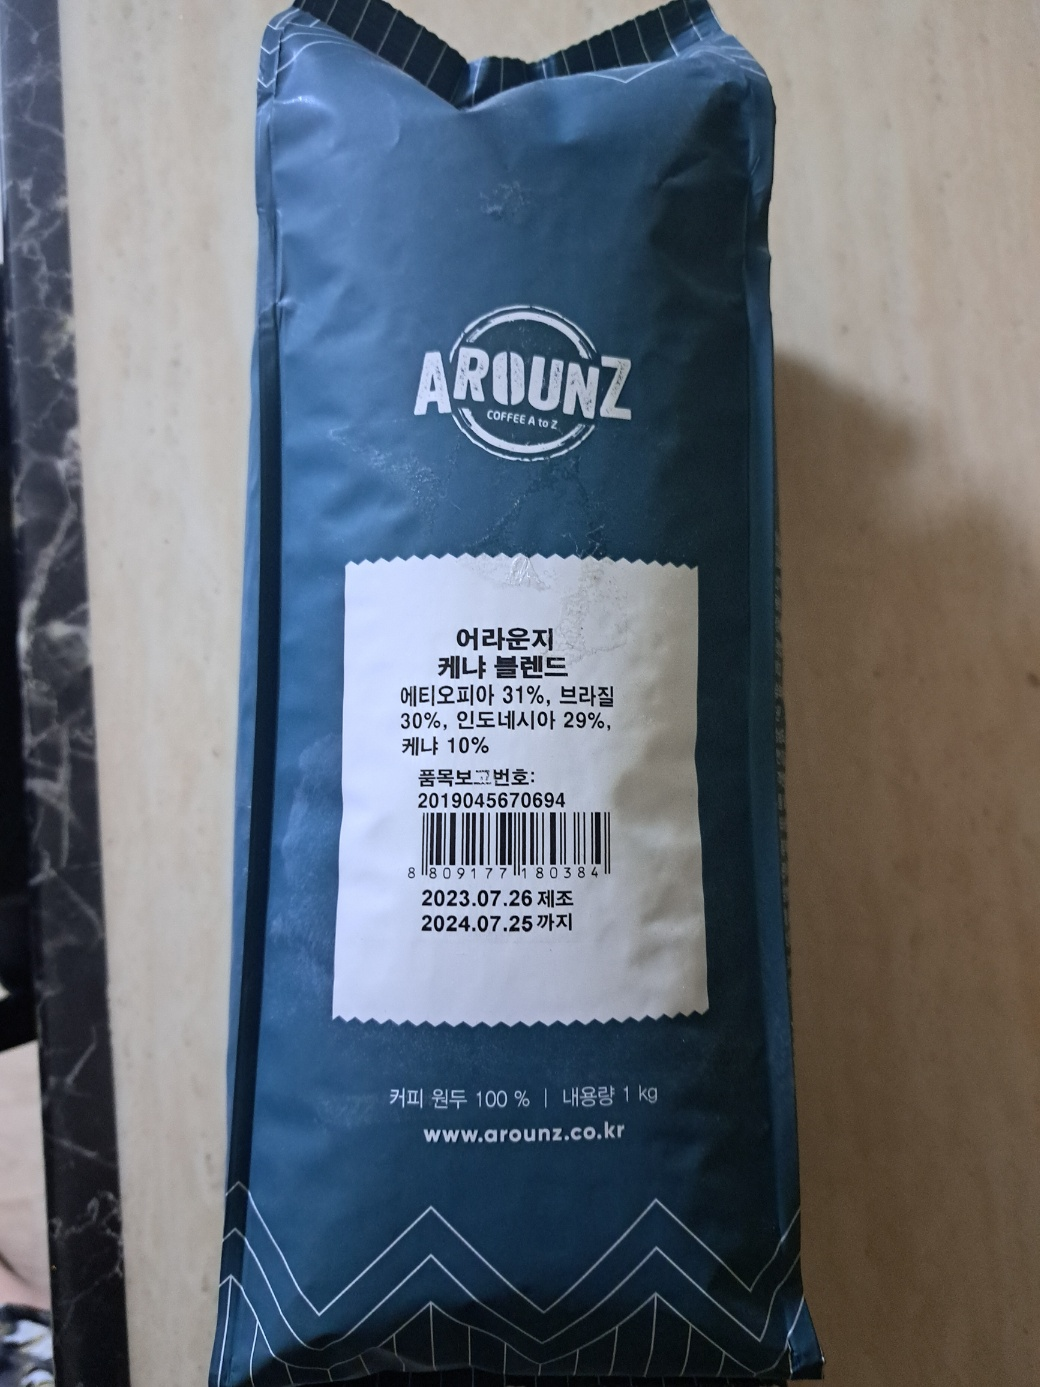 AROUNZ
COFFEE A to Z
어라운지
케냐 블렌드
에티오피아 31%, 브라질
30%, 인도네시아 29%,
케냐 10%
품목보고번호:
2019045670694
8 809177 180384
2023.07.26 제조
2024.07.25 까지
커피 원두 100 % | 내용량 1 kg
www.arounz.co.kr